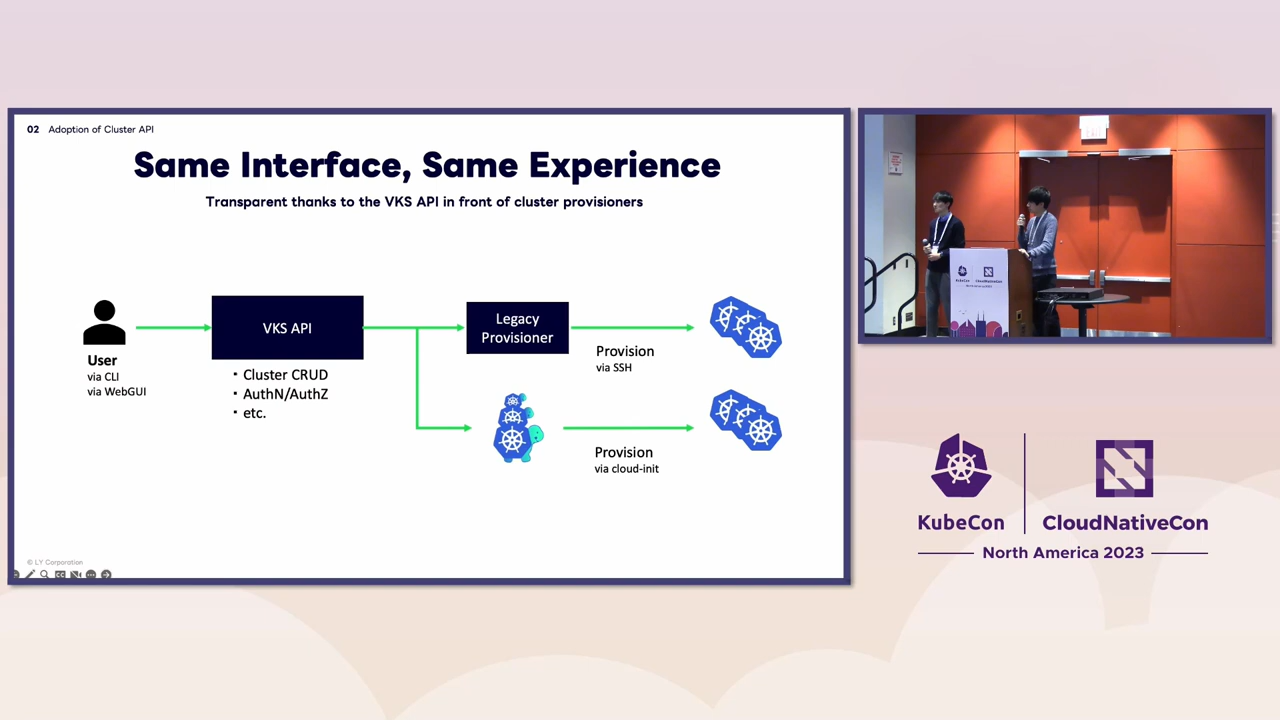 02 Adoption of Cluster API
Same Interface, Same Experience
Transparent thanks to the VKS API in front of cluster provisioners
User
via CLI
via WebGUI
VKS API
▪ Cluster CRUD
▪ AuthN/AuthZ
▪ etc.
Legacy
Provisioner
Provision
via SSH
Provision
via cloud-init
© LY Corporation
KubeCon
CloudNativeCon
North America 2023